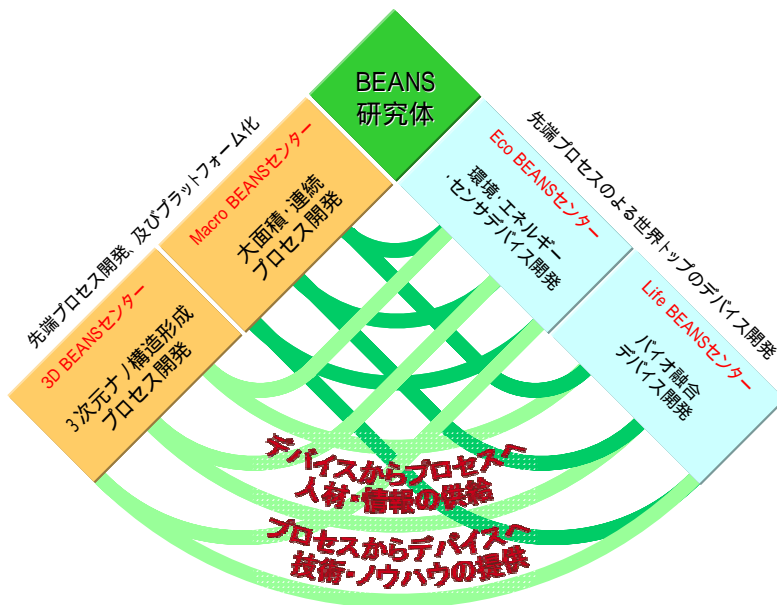 BEANS
研究体
先端プロセス開発、及びプラットフォーム化
Macro BEANSセンター
大面積・連続
プロセス開発
3D BEANSセンター
3次元ナノ構造形成
プロセス開発
先端プロセスのよる世界トップのデバイス開発
Eco BEANSセンター
環境・エネルギー
・センサデバイス開発
Life BEANSセンター
バイオ融合
デバイス開発
デバイスからプロセスへ
人材・情報の供給
プロセスからデバイスへ
技術・ノウハウの提供